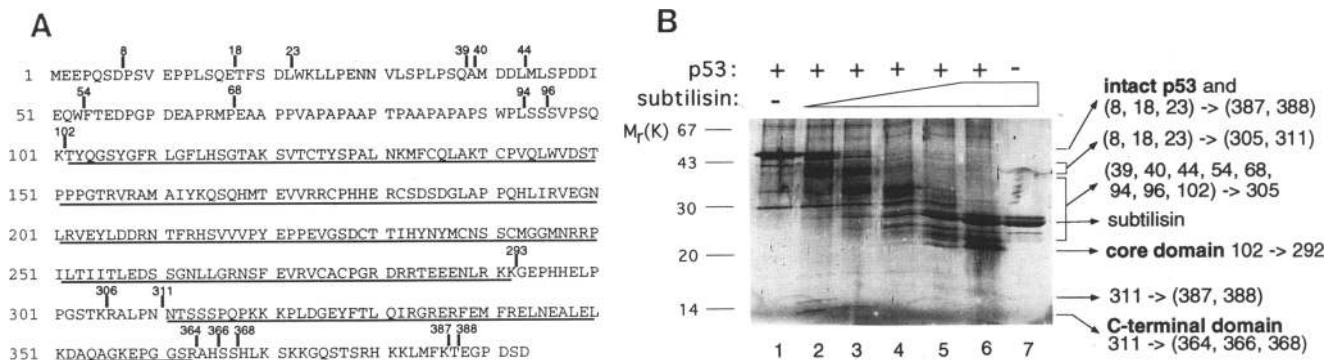 A
8 18 23 39 40 44
1 MEEPQSDPSV EPPLSQETFS DLWKLLPENN VLSPLPSQAM DDLMLSPDDI
54 68 94 96
51 EQWFTEDPGP DEAPRMPEAA PPVAPAPAAP TPAAPAPAPS WPLSSSVPSQ
102
101 KTYQGSYGFR LGFLHSGTAK SVTCTYSPAL NKMFCQLAKT CPVQLWVDST
151 PPPGTRVRAM AIYKQSQHMT EVVRRCPHHE RCSDSDGLAP PQHLIRVEGN
201 LRVEYLDDRN TFRHSVVVPY EPPEVGSDCT TIHYNYMCNS SCMGGMNRRP
293
251 ILTIITLEDS SGNLLGRNSF EVRVCACPGR DRRTEEENLR KKGEPHHELP
306 311
301 PGSTKRALPN NTSSSPQPKK KPLDGEYFTL QIRGRERFEM FRELNEALEL
364 366 368 387 388
351 KDAQAGKEPG GSRAHSSHLK SKKGQSTSRH KKLMFKTEGP DSD
B
p53: + + + + + + -
subtilisin: -
Mr(K) 67
43
30
20
14
1 2 3 4 5 6 7
intact p53 and
(8, 18, 23) -> (387, 388)
(8, 18, 23) -> (305, 311)
(39, 40, 44, 54, 68,
94, 96, 102) -> 305
subtilisin
core domain 102 -> 292
311 -> (387, 388)
C-terminal domain
311 -> (364, 366, 368)